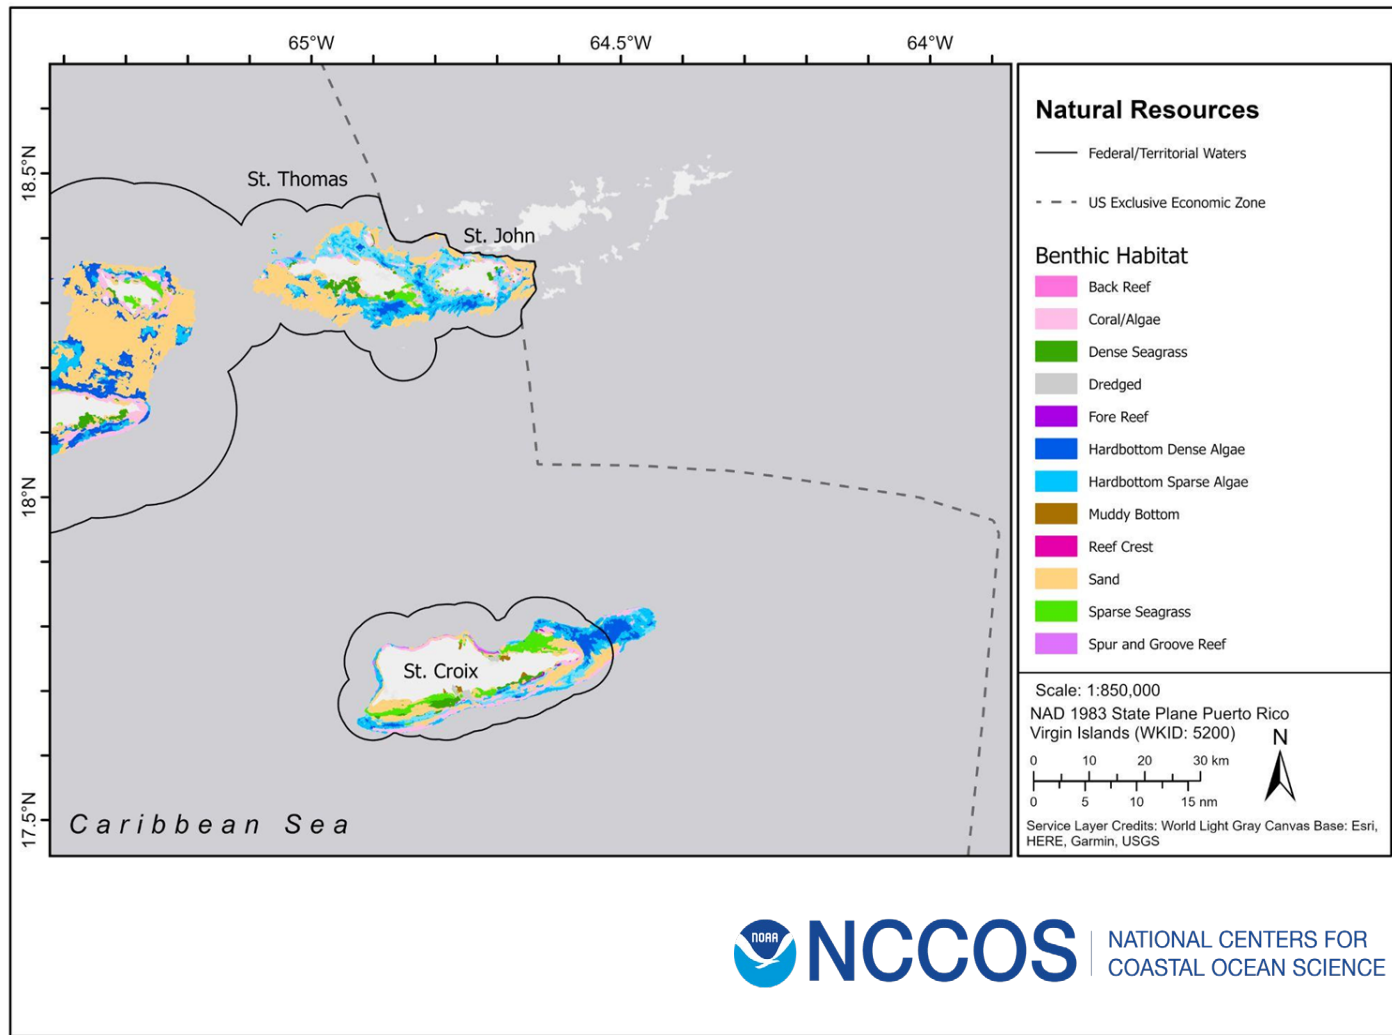 65°W
64.5°W
64°W
18.5°N
18°N
17.5°N
St. Thomas
St. John
St. Croix
Caribbean Sea
Natural Resources
Federal/Territorial Waters
US Exclusive Economic Zone
Benthic Habitat
Back Reef
Coral/Algae
Dense Seagrass
Dredged
Fore Reef
Hardbottom Dense Algae
Hardbottom Sparse Algae
Muddy Bottom
Reef Crest
Sand
Sparse Seagrass
Spur and Groove Reef
Scale: 1:850,000
NAD 1983 State Plane Puerto Rico
Virgin Islands (WKID: 5200)
N
0 10 20 30 km
0 5 10 15 nm
Service Layer Credits: World Light Gray Canvas Base: Esri,
HERE, Garmin, USGS
NOAA
NCCOS
NATIONAL CENTERS FOR
COASTAL OCEAN SCIENCE